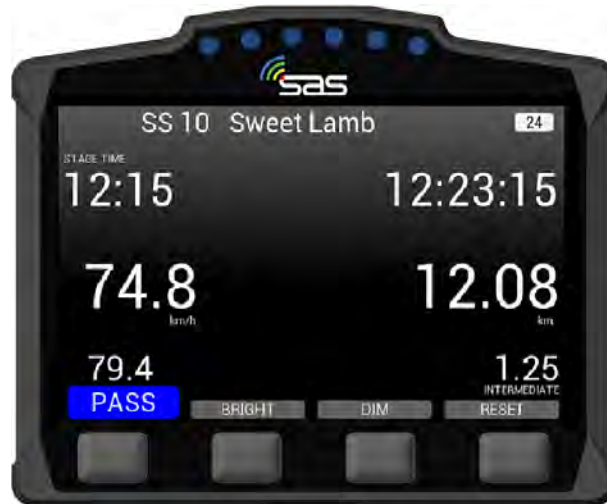 sas
SS 10 Sweet Lamb 24
STAGE TIME
12:15 12:23:15
74.8 12.08
km/h km
79.4 1.25
INTERMEDIATE
PASS BRIGHT DIM RESET